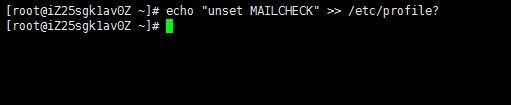 [root@iZ25sgk1av0Z ~]# echo "unset MAILCHECK" >> /etc/profile?
[root@iZ25sgk1av0Z ~]#